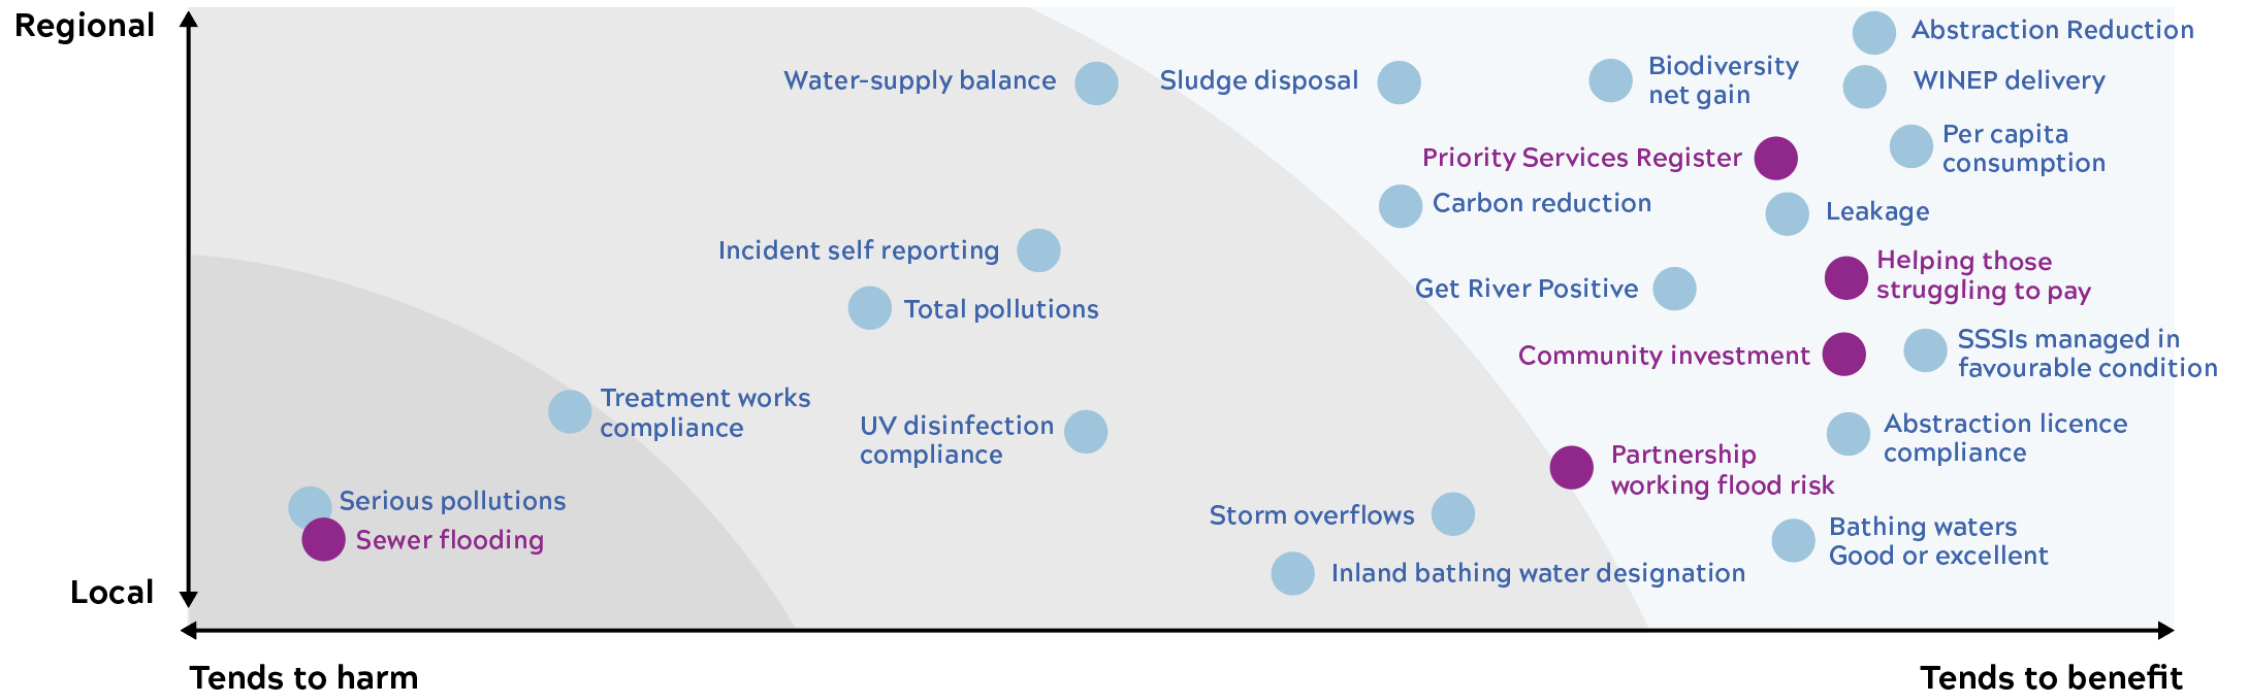 Regional
Abstraction Reduction
Water-supply balance
Sludge disposal
Biodiversity
net gain
WINEP delivery
Per capita
consumption
Priority Services Register
Carbon reduction
Leakage
Incident self reporting
Helping those
struggling to pay
Get River Positive
Total pollutions
Community investment
SSSIs managed in
favourable condition
Treatment works
compliance
UV disinfection
compliance
Abstraction licence
compliance
Partnership
working flood risk
Serious pollutions
Storm overflows
Sewer flooding
Bathing waters
Good or excellent
Inland bathing water designation
Local
Tends to harm
Tends to benefit